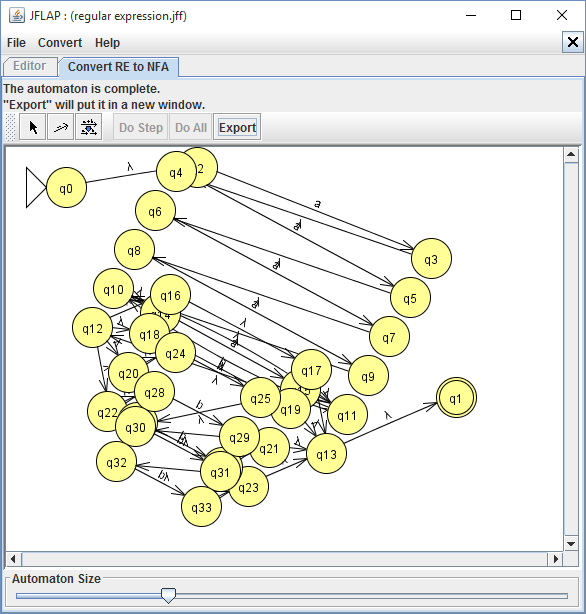 JFLAP : (regular expression.jff)
File Convert Help
Editor Convert RE to NFA
The automaton is complete.
"Export" will put it in a new window.
Do Step Do All Export
λ
q4 2
q0
q6
a
q8
q3
q10 q16
q5
q12 q18
λ
q7
q24
q20
q17
q9
λ
q28
q25
q1
q22
b
q19 q11
λ
q30
q29
q21
q13
q32
bλ
q31
q23
q33
Automaton Size